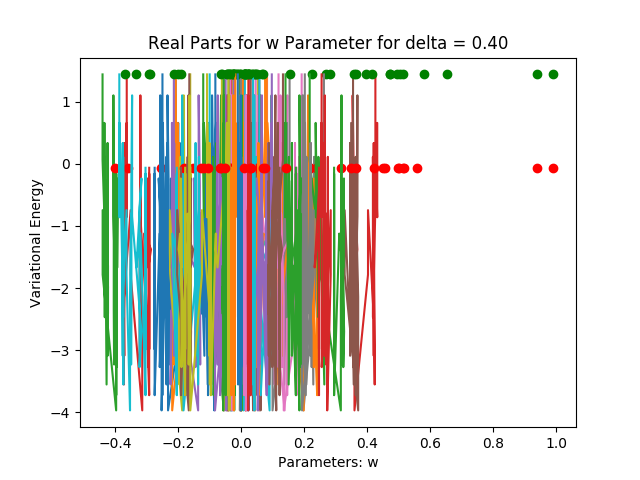 Real Parts for w Parameter for delta = 0.40
Variational Energy
1
0
−1
−2
−3
−4
−0.4 −0.2 0.0 0.2 0.4 0.6 0.8 1.0
Parameters: w